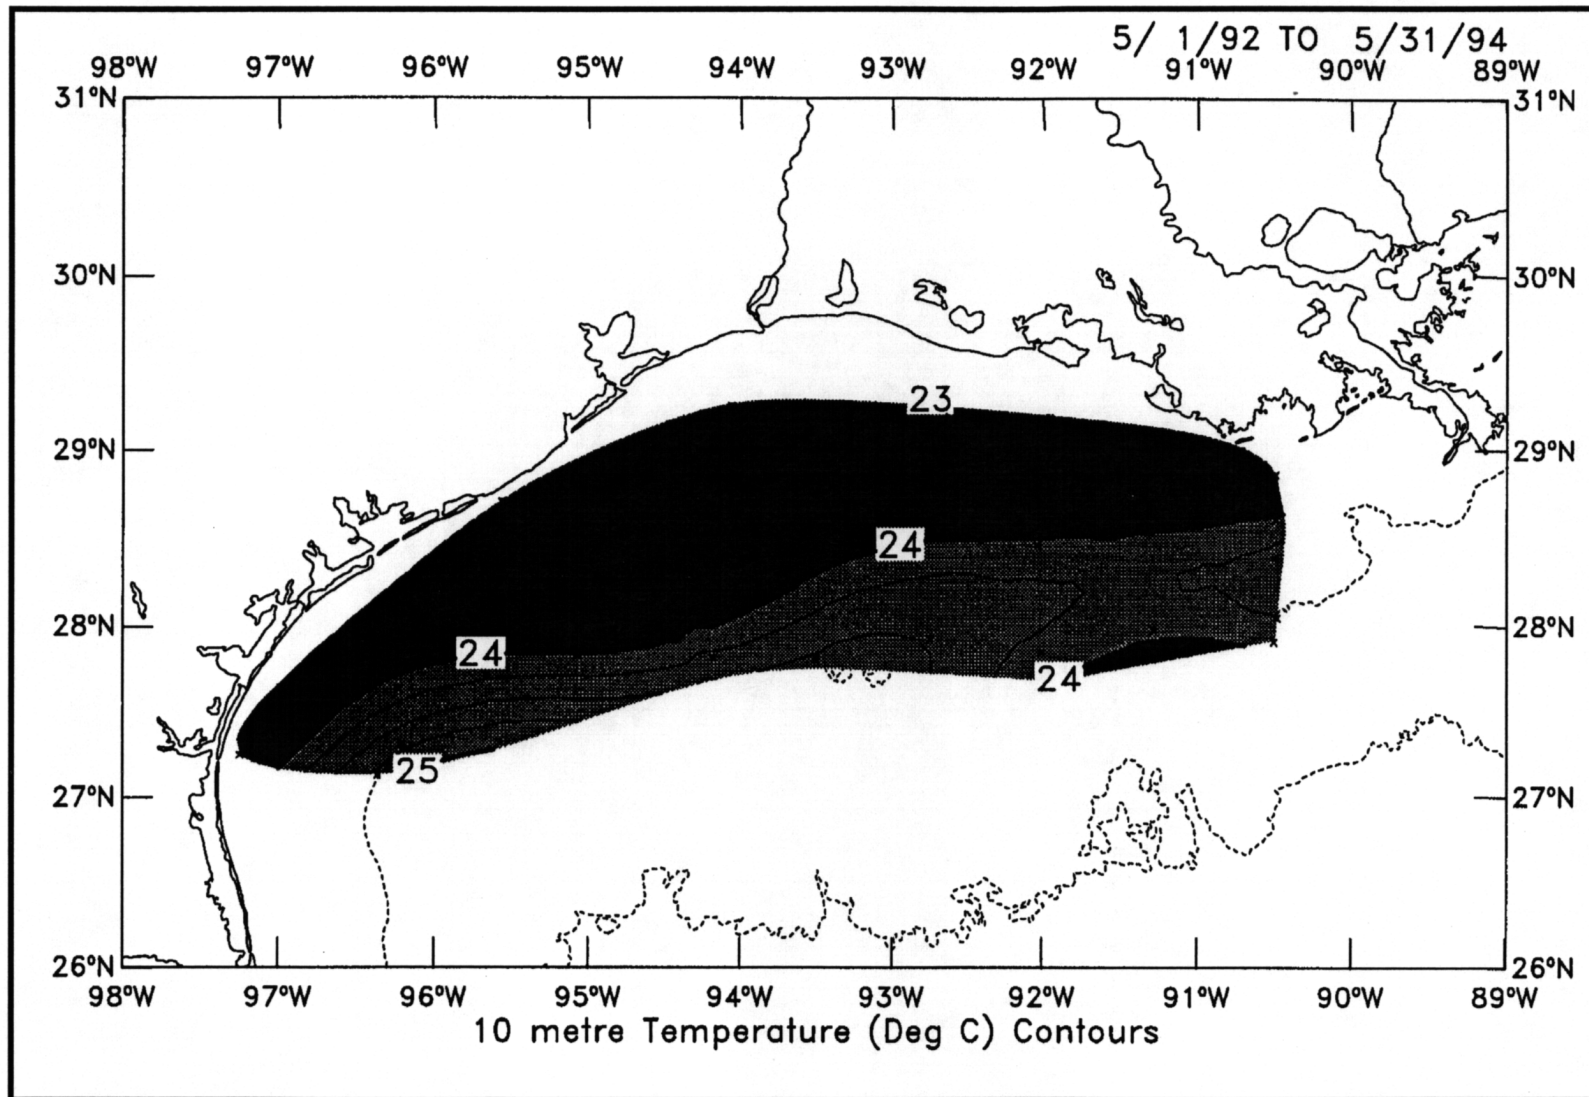 5/ 1/92 TO 5/31/94
98°W 97°W 96°W 95°W 94°W 93°W 92°W 91°W 90°W 89°W
31°N 31°N
30°N 30°N
23
29°N 29°N
24
28°N 28°N
24
24
25
27°N 27°N
26°N 26°N
98°W 97°W 96°W 95°W 94°W 93°W 92°W 91°W 90°W 89°W
10 metre Temperature (Deg C) Contours